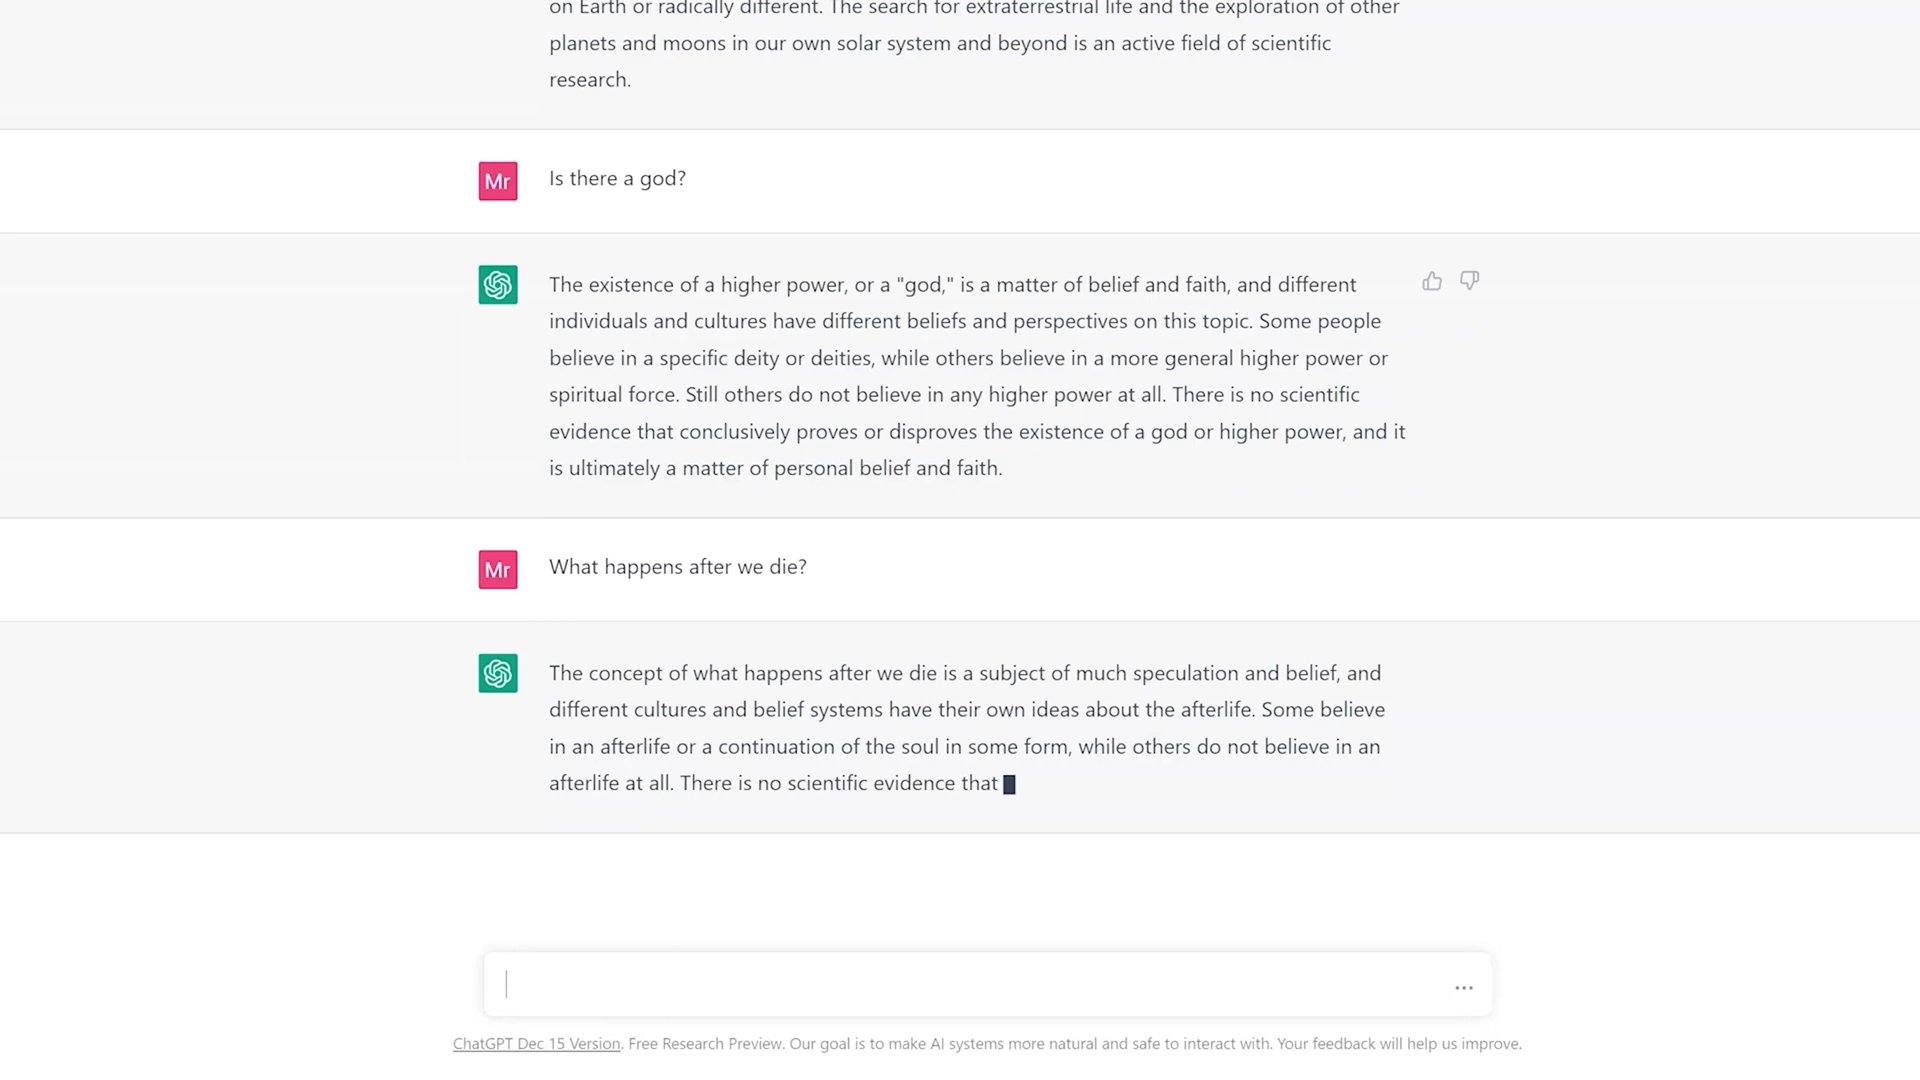 on Earth or radically different. The search for extraterrestrial life and the exploration of other
planets and moons in our own solar system and beyond is an active field of scientific
research.
Mr
Is there a god?
The existence of a higher power, or a "god," is a matter of belief and faith, and different
individuals and cultures have different beliefs and perspectives on this topic. Some people
believe in a specific deity or deities, while others believe in a more general higher power or
spiritual force. Still others do not believe in any higher power at all. There is no scientific
evidence that conclusively proves or disproves the existence of a god or higher power, and it
is ultimately a matter of personal belief and faith.
Mr
What happens after we die?
The concept of what happens after we die is a subject of much speculation and belief, and
different cultures and belief systems have their own ideas about the afterlife. Some believe
in an afterlife or a continuation of the soul in some form, while others do not believe in an
afterlife at all. There is no scientific evidence that
ChatGPT Dec 15 Version. Free Research Preview. Our goal is to make AI systems more natural and safe to interact with. Your feedback will help us improve.